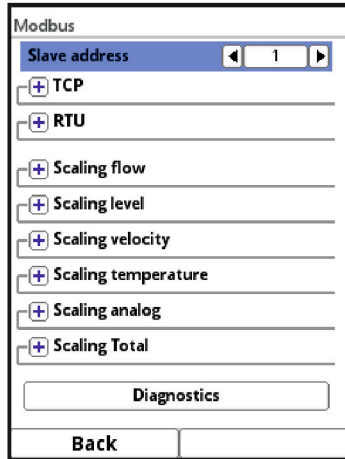 Modbus
Slave address 1
TCP
RTU
Scaling flow
Scaling level
Scaling velocity
Scaling temperature
Scaling analog
Scaling Total
Diagnostics
Back